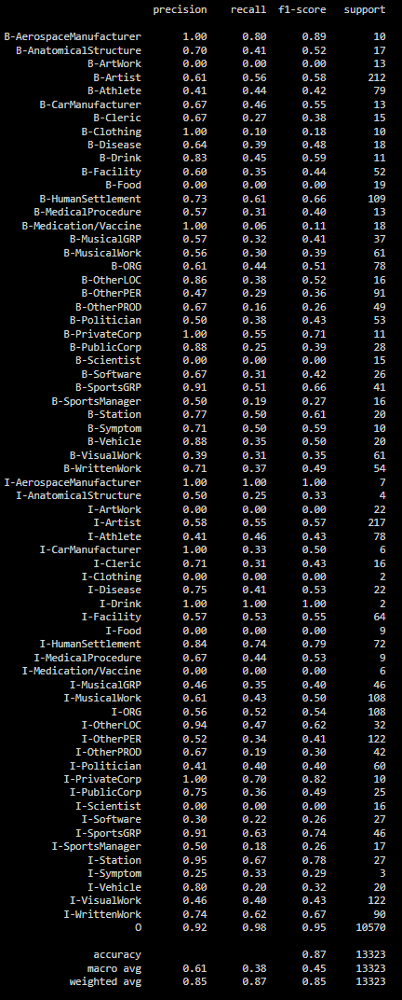 precision recall f1-score support
B-AerospaceManufacturer 1.00 0.80 0.89 10
B-AnatomicalStructure 0.70 0.41 0.52 17
B-ArtWork 0.00 0.00 0.00 13
B-Artist 0.61 0.56 0.58 212
B-Athlete 0.41 0.44 0.42 79
B-CarManufacturer 0.67 0.46 0.55 13
B-Cleric 0.67 0.27 0.38 15
B-Clothing 1.00 0.10 0.18 10
B-Disease 0.64 0.39 0.48 18
B-Drink 0.83 0.45 0.59 11
B-Facility 0.60 0.35 0.44 52
B-Food 0.00 0.00 0.00 19
B-HumanSettlement 0.73 0.61 0.66 109
B-MedicalProcedure 0.57 0.31 0.40 13
B-Medication/Vaccine 1.00 0.06 0.11 18
B-MusicalGRP 0.57 0.32 0.41 37
B-MusicalWork 0.56 0.30 0.39 61
B-ORG 0.61 0.44 0.51 78
B-OtherLOC 0.86 0.38 0.52 16
B-OtherPER 0.47 0.29 0.36 91
B-OtherPROD 0.67 0.16 0.26 49
B-Politician 0.50 0.38 0.43 53
B-PrivateCorp 1.00 0.55 0.71 11
B-PublicCorp 0.88 0.25 0.39 28
B-Scientist 0.00 0.00 0.00 15
B-Software 0.67 0.31 0.42 26
B-SportsGRP 0.91 0.51 0.66 41
B-SportsManager 0.50 0.19 0.27 16
B-Station 0.77 0.50 0.61 20
B-Symptom 0.71 0.50 0.59 10
B-Vehicle 0.88 0.35 0.50 20
B-VisualWork 0.39 0.31 0.35 61
B-WrittenWork 0.71 0.37 0.49 54
I-AerospaceManufacturer 1.00 1.00 1.00 7
I-AnatomicalStructure 0.50 0.25 0.33 4
I-ArtWork 0.00 0.00 0.00 22
I-Artist 0.58 0.55 0.57 217
I-Athlete 0.41 0.46 0.43 78
I-CarManufacturer 1.00 0.33 0.50 6
I-Cleric 0.71 0.31 0.43 16
I-Clothing 0.00 0.00 0.00 2
I-Disease 0.75 0.41 0.53 22
I-Drink 1.00 1.00 1.00 2
I-Facility 0.57 0.53 0.55 64
I-Food 0.00 0.00 0.00 9
I-HumanSettlement 0.84 0.74 0.79 72
I-MedicalProcedure 0.67 0.44 0.53 9
I-Medication/Vaccine 0.00 0.00 0.00 6
I-MusicalGRP 0.46 0.35 0.40 46
I-MusicalWork 0.61 0.43 0.50 108
I-ORG 0.56 0.52 0.54 108
I-OtherLOC 0.94 0.47 0.62 32
I-OtherPER 0.52 0.34 0.41 122
I-OtherPROD 0.67 0.19 0.30 42
I-Politician 0.41 0.40 0.40 60
I-PrivateCorp 1.00 0.70 0.82 10
I-PublicCorp 0.75 0.36 0.49 25
I-Scientist 0.00 0.00 0.00 16
I-Software 0.30 0.22 0.26 27
I-SportsGRP 0.91 0.63 0.74 46
I-SportsManager 0.50 0.18 0.26 17
I-Station 0.95 0.67 0.78 27
I-Symptom 0.25 0.33 0.29 3
I-Vehicle 0.80 0.20 0.32 20
I-VisualWork 0.46 0.40 0.43 122
I-WrittenWork 0.74 0.62 0.67 90
O 0.92 0.98 0.95 10570
accuracy 0.87 13323
macro avg 0.61 0.38 0.45 13323
weighted avg 0.85 0.87 0.85 13323